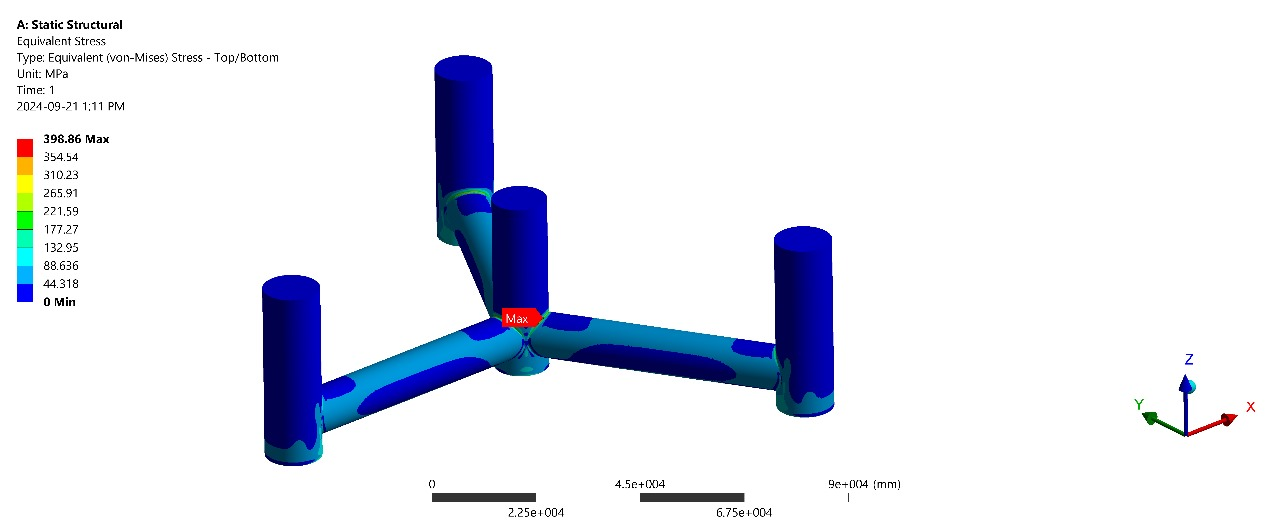 A: Static Structural
Equivalent Stress
Type: Equivalent (von-Mises) Stress - Top/Bottom
Unit: MPa
Time: 1
2024-09-21 1:11 PM
398.86 Max
354.54
310.23
265.91
221.59
177.27
132.95
88.636
44.318
0 Min
Max
Z
Y
X
0
4.5e+004
9e+004 (mm)
2.25e+004
6.75e+004